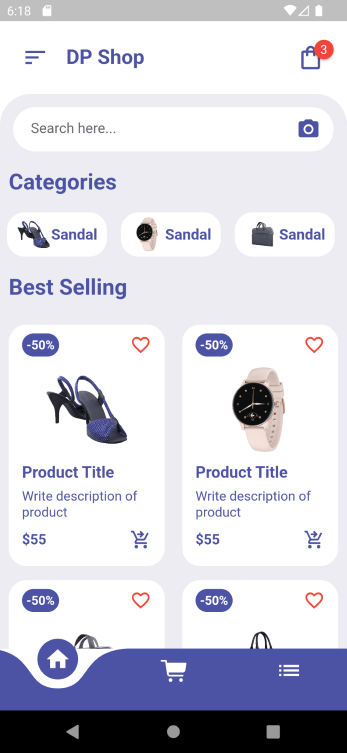 6:18
DP Shop
3
Search here...
Categories
Sandal
Sandal
Sandal
Best Selling
-50%
-50%
Product Title
Product Title
Write description of
product
Write description of
product
$55
$55
-50%
-50%